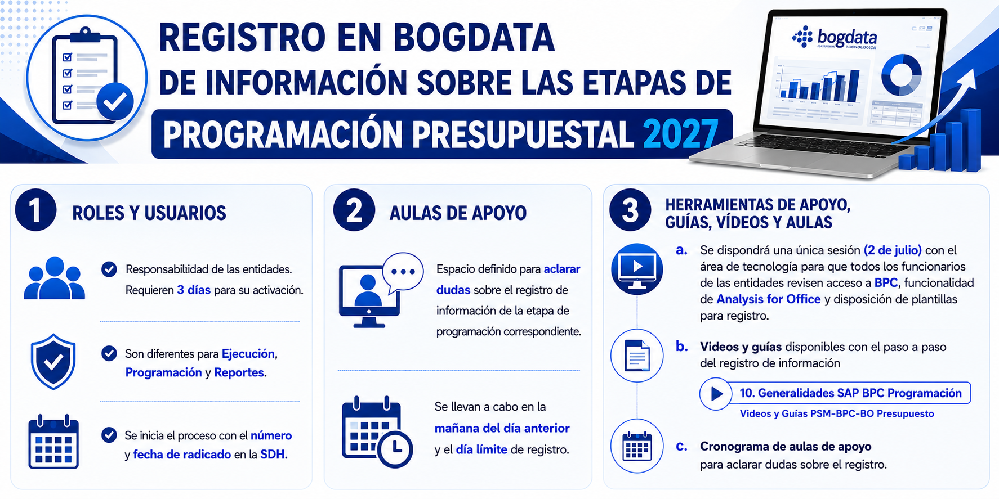 REGISTRO EN BOGDATA
DE INFORMACIÓN SOBRE LAS ETAPAS DE
PROGRAMACIÓN PRESUPUESTAL 2027
bogdata
PLATAFORMA TECNOLÓGICA
1 ROLES Y USUARIOS
Responsabiliidad de las entidades.
Requieren 3 días para su activación.
Son diferentes para Ejecución,
Programación y Reportes.
Se inicia el proceso con el número
y fecha de radicado en la SDH.
2 AULAS DE APOYO
Espacio definido para aclarar
dudas sobre el registro de
información de la etapa de
programación correspondiente.
Se llevan a cabo en la
mañana del día anterior
y el día límite de registro.
3 HERRAMIENTAS DE APOYO,
GUÍAS, VÍDEOS Y AULAS
a. Se dispondrá una única sesión (2 de julio) con el
área de tecnología para que todos los funcionarios
de las entidades revisen acceso a BPC, funcionalidad
de Analysis for Office y disposición de plantillas
para registro.
b. Videos y guías disponibles con el paso a paso
del registro de información
10. Generalidades SAP BPC Programación
Videos y Guías PSM-BPC-BO Presupuesto
c. Cronograma de aulas de apoyo
para aclarar dudas sobre el registro.